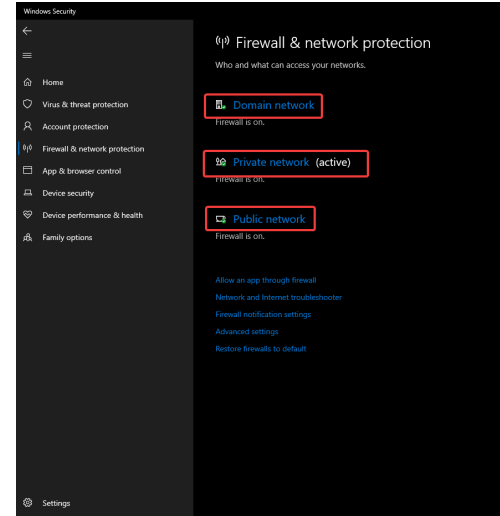 Windows Security
Home
Virus & threat protection
Account protection
Firewall & network protection
App & browser control
Device security
Device performance & health
Family options
Settings
Firewall & network protection
Who and what can access your networks.
Domain network
Firewall is on.
Private network (active)
Firewall is on.
Public network
Firewall is on.
Allow an app through firewall
Network and Internet troubleshooter
Firewall notification settings
Advanced settings
Restore firewalls to default